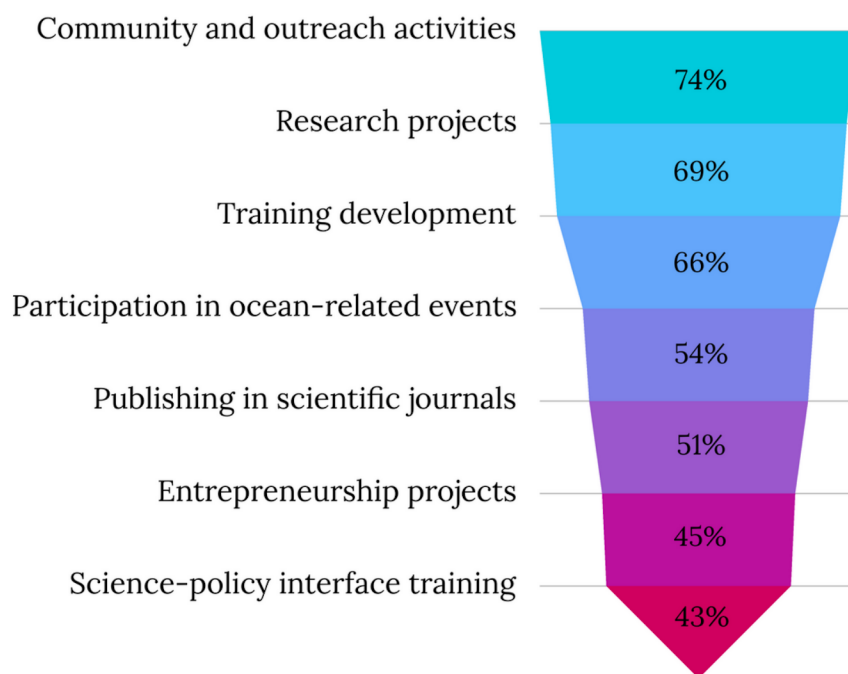 Community and outreach activities
74%
Research projects
69%
Training development
66%
Participation in ocean-related events
54%
Publishing in scientific journals
51%
Entrepreneurship projects
45%
Science-policy interface training
43%